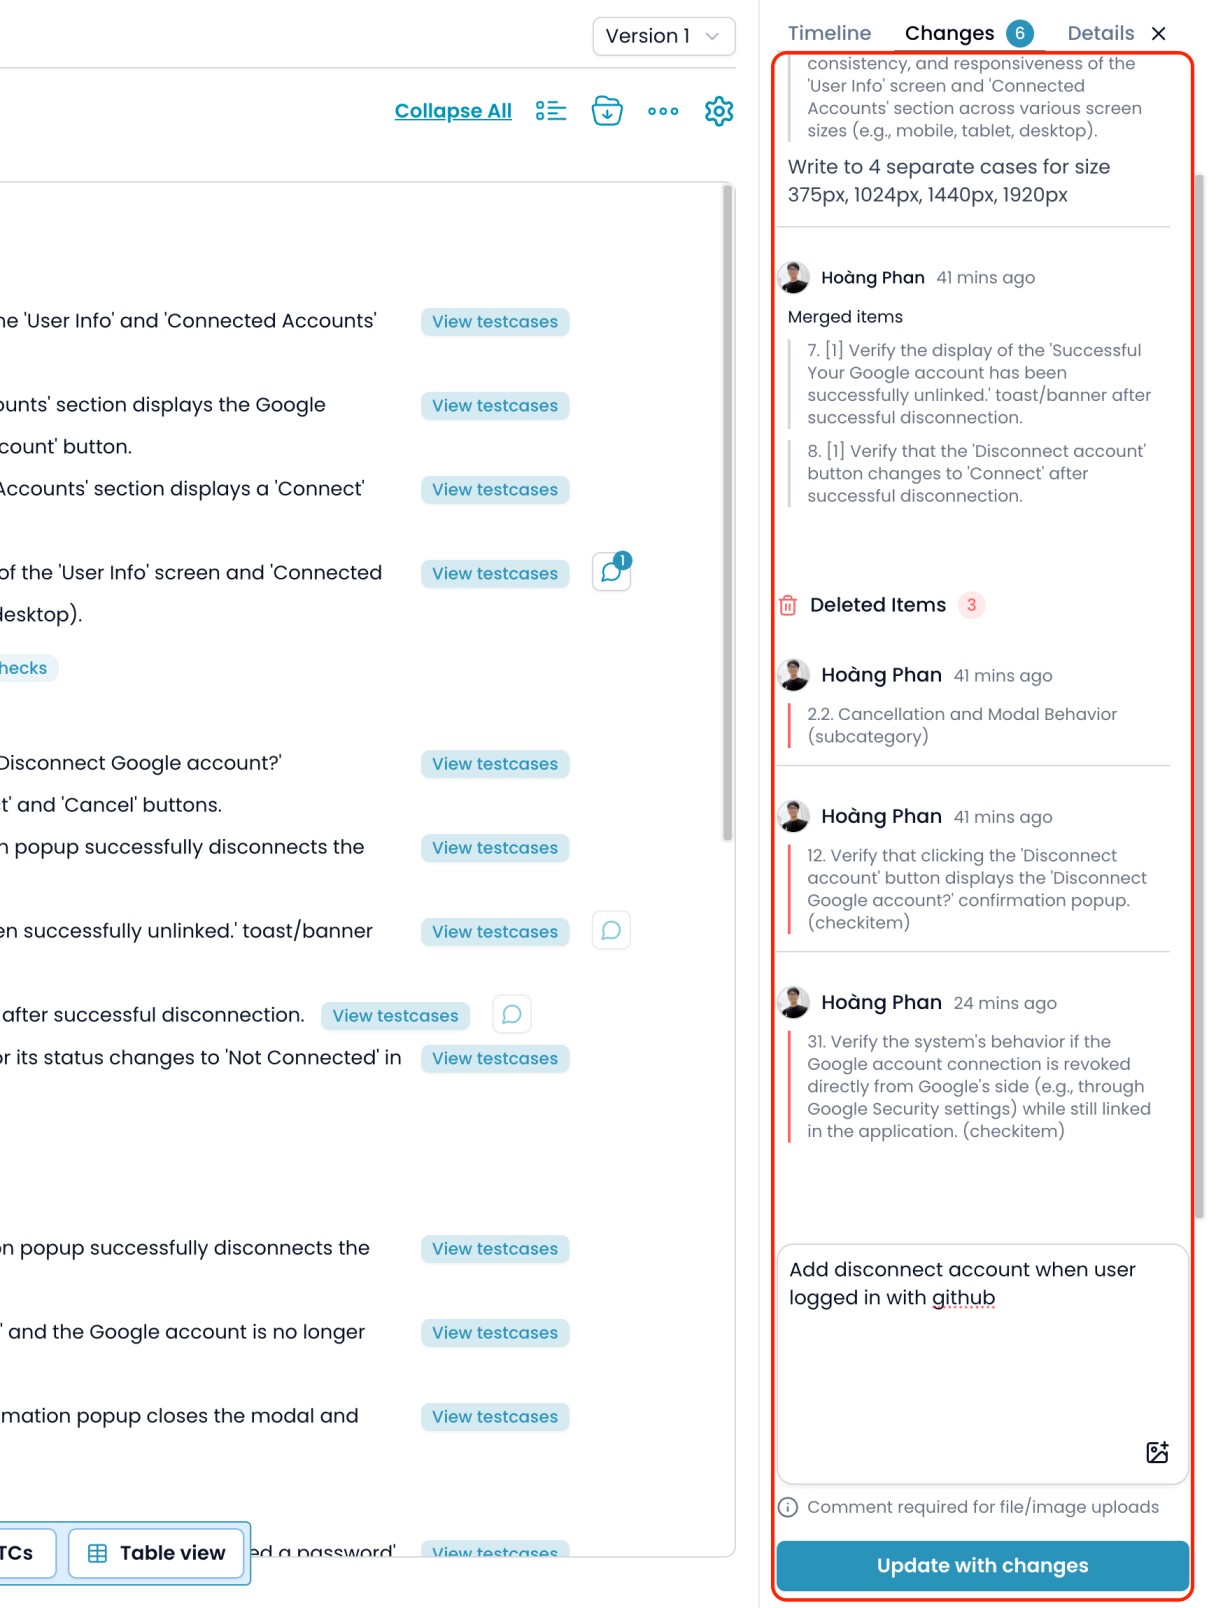 Version 1
Collapse All
ne 'User Info' and 'Connected Accounts'
View testcases
ounts' section displays the Google
View testcases
count' button.
Accounts' section displays a 'Connect'
View testcases
of the 'User Info' screen and 'Connected
View testcases
1
desktop).
hecks
Disconnect Google account?'
View testcases
t' and 'Cancel' buttons.
n popup successfully disconnects the
View testcases
en successfully unlinked.' toast/banner
View testcases
after successful disconnection.
View testcases
or its status changes to 'Not Connected' in
View testcases
on popup successfully disconnects the
View testcases
' and the Google account is no longer
View testcases
rmation popup closes the modal and
View testcases
ed a password'
View testcases
TCs
Table view
Timeline
Changes 6
Details
consistency, and responsiveness of the
'User Info' screen and 'Connected
Accounts' section across various screen
sizes (e.g., mobile, tablet, desktop).
Write to 4 separate cases for size
375px, 1024px, 1440px, 1920px
Hoàng Phan 41 mins ago
Merged items
7. [1] Verify the display of the 'Successful
Your Google account has been
successfully unlinked.' toast/banner after
successful disconnection.
8. [1] Verify that the 'Disconnect account'
button changes to 'Connect' after
successful disconnection.
Deleted Items 3
Hoàng Phan 41 mins ago
2.2. Cancellation and Modal Behavior
(subcategory)
Hoàng Phan 41 mins ago
12. Verify that clicking the 'Disconnect
account' button displays the 'Disconnect
Google account?' confirmation popup.
(checkitem)
Hoàng Phan 24 mins ago
31. Verify the system's behavior if the
Google account connection is revoked
directly from Google's side (e.g., through
Google Security settings) while still linked
in the application. (checkitem)
Add disconnect account when user
logged in with github
Comment required for file/image uploads
Update with changes